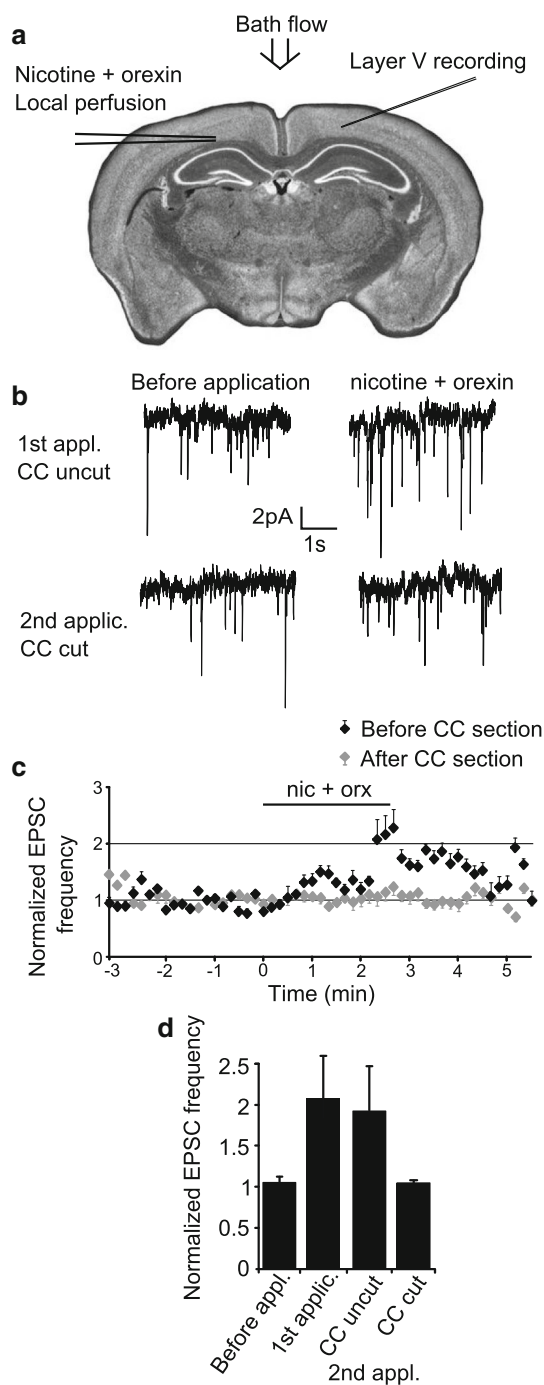 a
Bath flow
Nicotine + orexin
Local perfusion
Layer V recording
b
Before application
nicotine + orexin
1st appl.
CC uncut
2pA
1s
2nd applic.
CC cut
Before CC section
After CC section
c
nic + orx
Normalized EPSC
frequency
3
2
1
0
-3
-2
-1
0
1
2
3
4
5
Time (min)
d
Normalized EPSC frequency
2.5
2
1.5
1
0.5
0
Before appl.
1st applic.
CC uncut
CC cut
2nd appl.